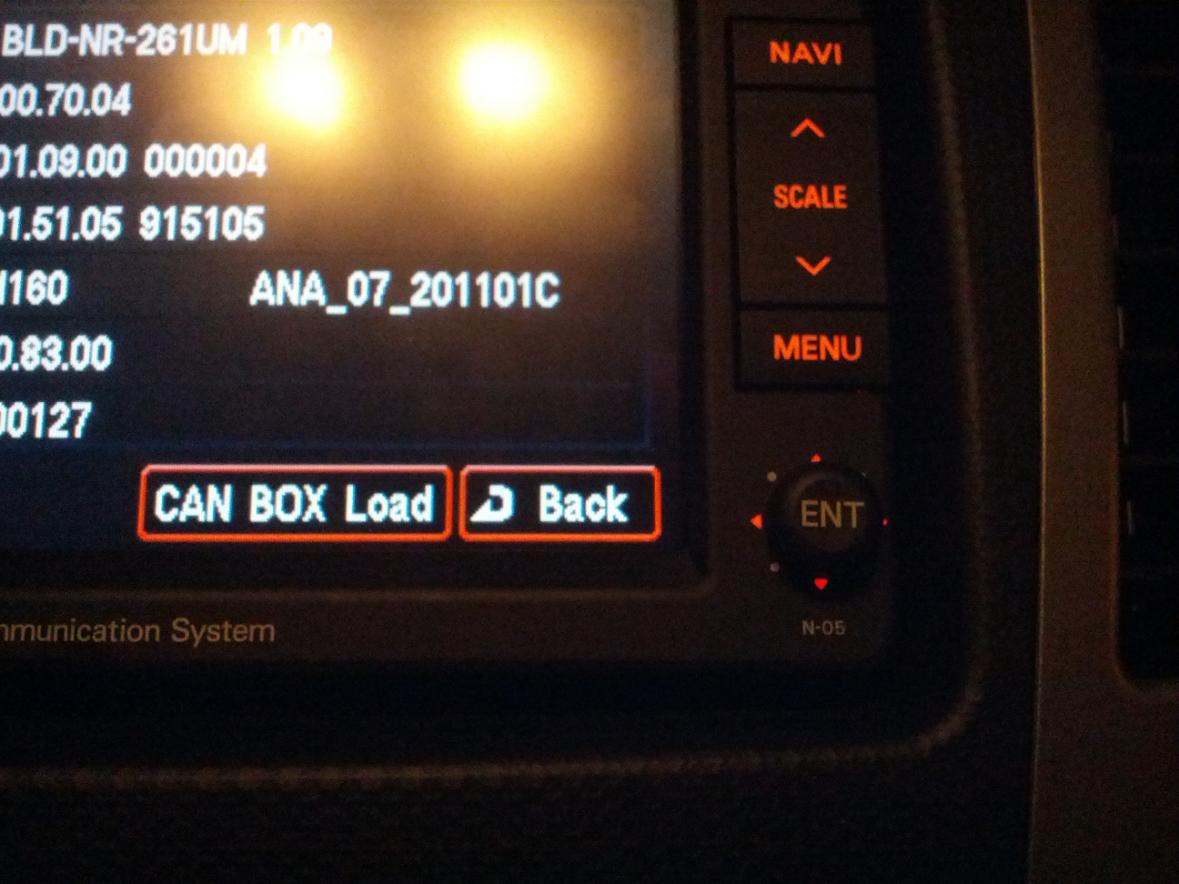 BLD-NR-261UM 1.09
00.70.04
01.09.00 000004
01.51.05 915105
160 ANA_07_201101C
0.83.00
00127
CAN BOX Load
Back
mmunication System
NAVI
SCALE
MENU
ENT
N-05